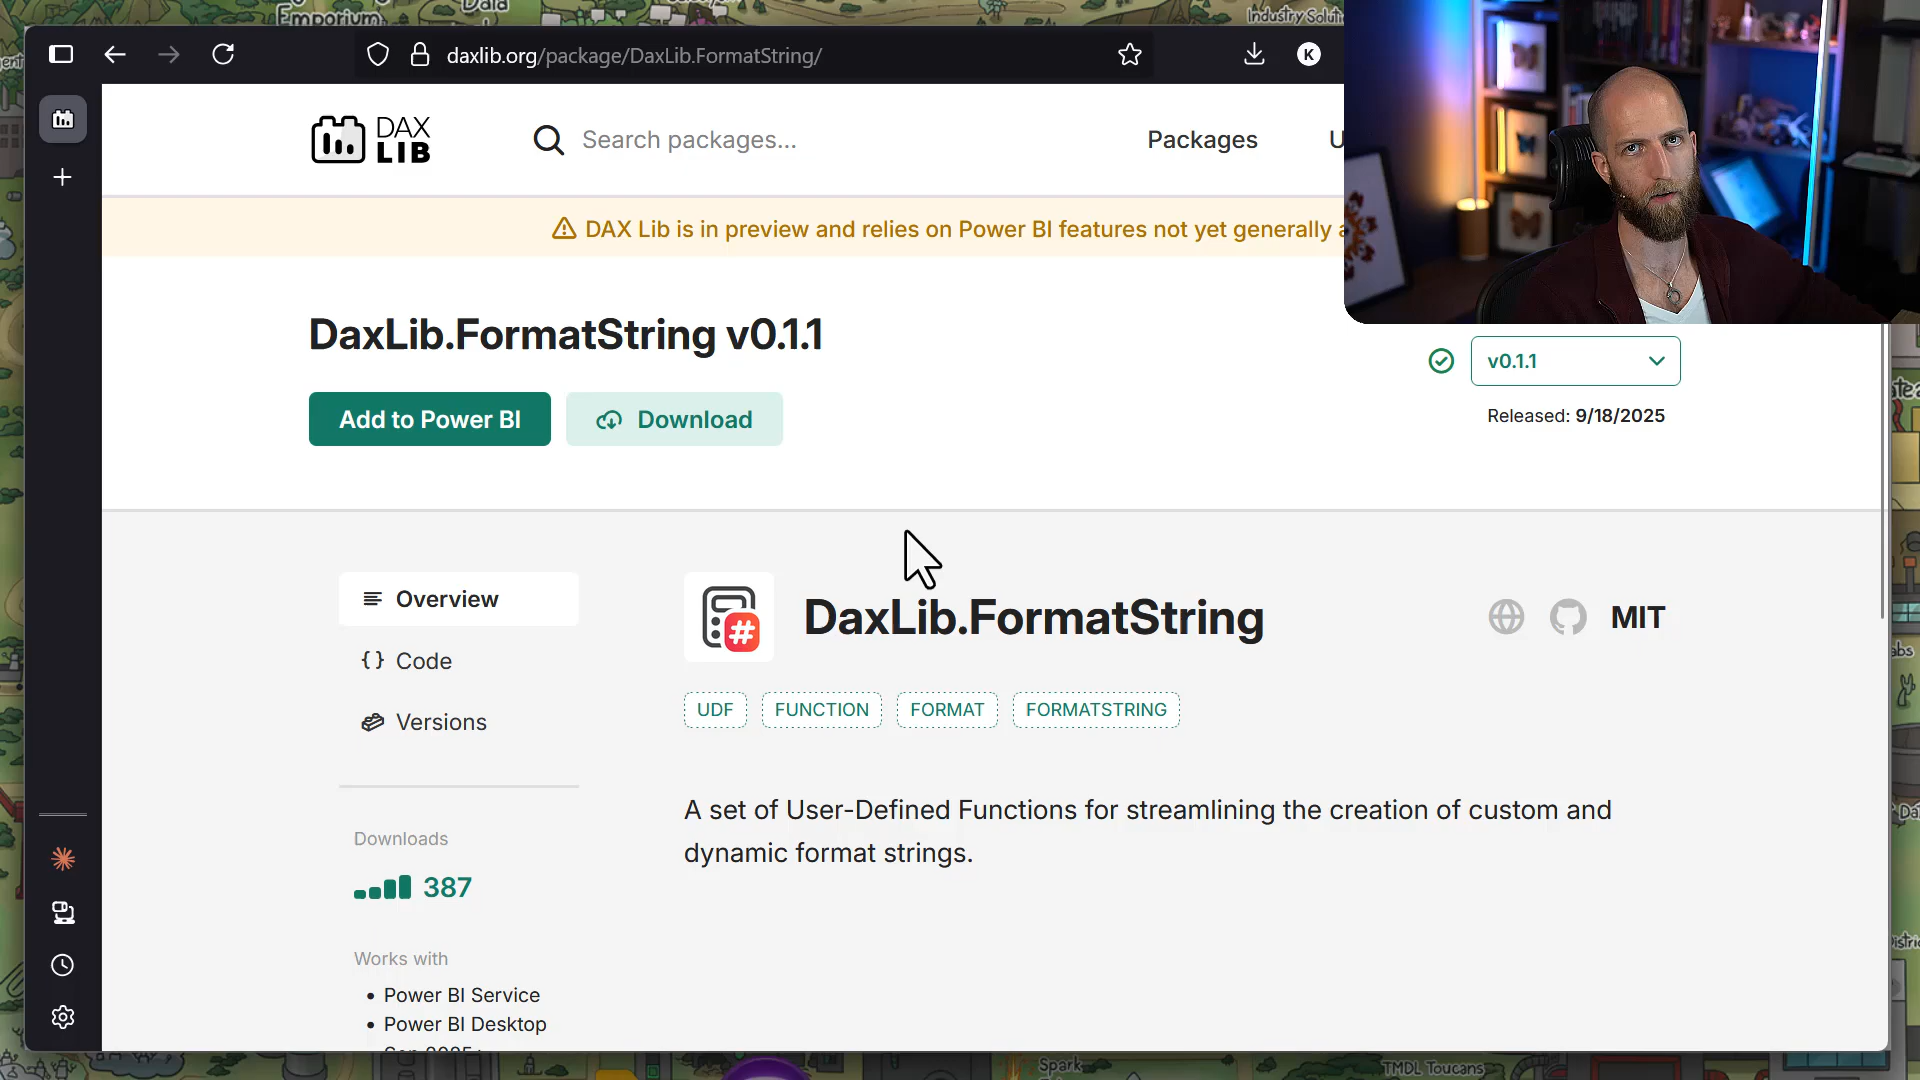 Emporium
Data
Industry Solut
daxlib.org/package/DaxLib.FormatString/
K
DAX
LIB
Search packages...
Packages
U
DAX Lib is in preview and relies on Power BI features not yet generally a
DaxLib.FormatString v0.1.1
Add to Power BI
Download
v0.1.1
Released: 9/18/2025
Overview
Code
Versions
DaxLib.FormatString
MIT
UDF
FUNCTION
FORMAT
FORMATSTRING
A set of User-Defined Functions for streamlining the creation of custom and
dynamic format strings.
Downloads
387
Works with
• Power BI Service
• Power BI Desktop
Spark
TMDL Toucans